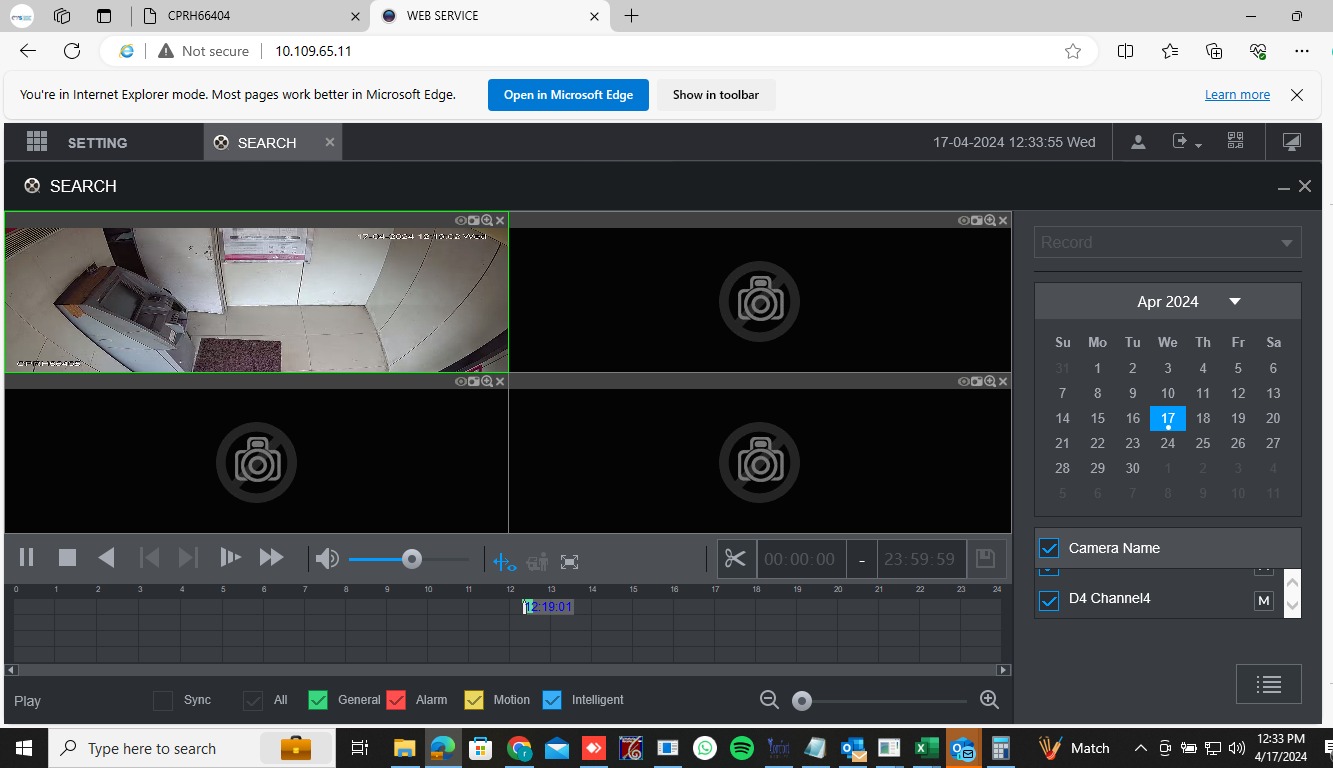 CPRH66404
WEB SERVICE
Not secure
10.109.65.11
You're in Internet Explorer mode. Most pages work better in Microsoft Edge.
Open in Microsoft Edge
Show in toolbar
Learn more
SETTING
SEARCH
17-04-2024 12:33:55 Wed
SEARCH
17-04-2024 12:19:02 Wed
Record
Apr 2024
Su Mo Tu We Th Fr Sa
31 1 2 3 4 5 6
7 8 9 10 11 12 13
14 15 16 17 18 19 20
21 22 23 24 25 26 27
28 29 30 1 2 3 4
5 6 7 8 9 10 11
00:00:00 - 23:59:59
Camera Name
D4 Channel4 M
0 1 2 3 4 5 6 7 8 9 10 11 12 13 14 15 16 17 18 19 20 21 22 23 24
12:19:01
Play
Sync
All
General
Alarm
Motion
Intelligent
Type here to search
Match
12:33 PM
4/17/2024